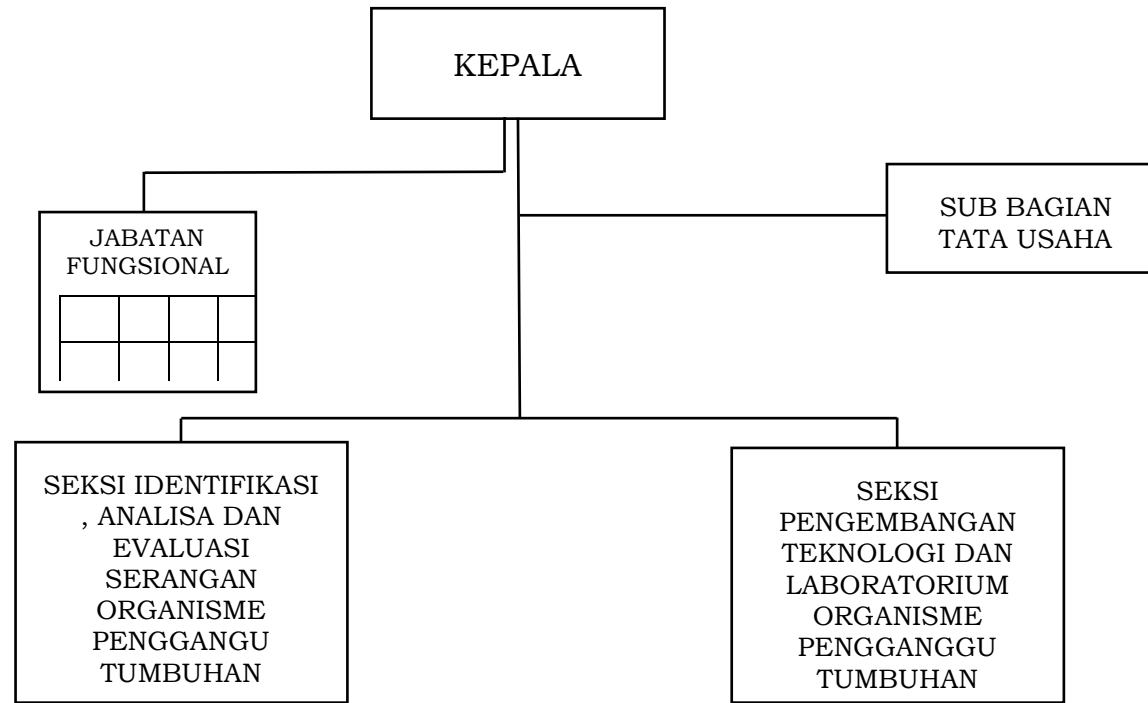 KEPALA
SUB BAGIAN
TATA USAHA
JABATAN
FUNGSIONAL
SEKSI IDENTIFIKASI
, ANALISA DAN
EVALUASI
SERANGAN
ORGANISME
PENGGANGU
TUMBUHAN
SEKSI
PENGEMBANGAN
TEKNOLOGI DAN
LABORATORIUM
ORGANISME
PENGGANGGU
TUMBUHAN